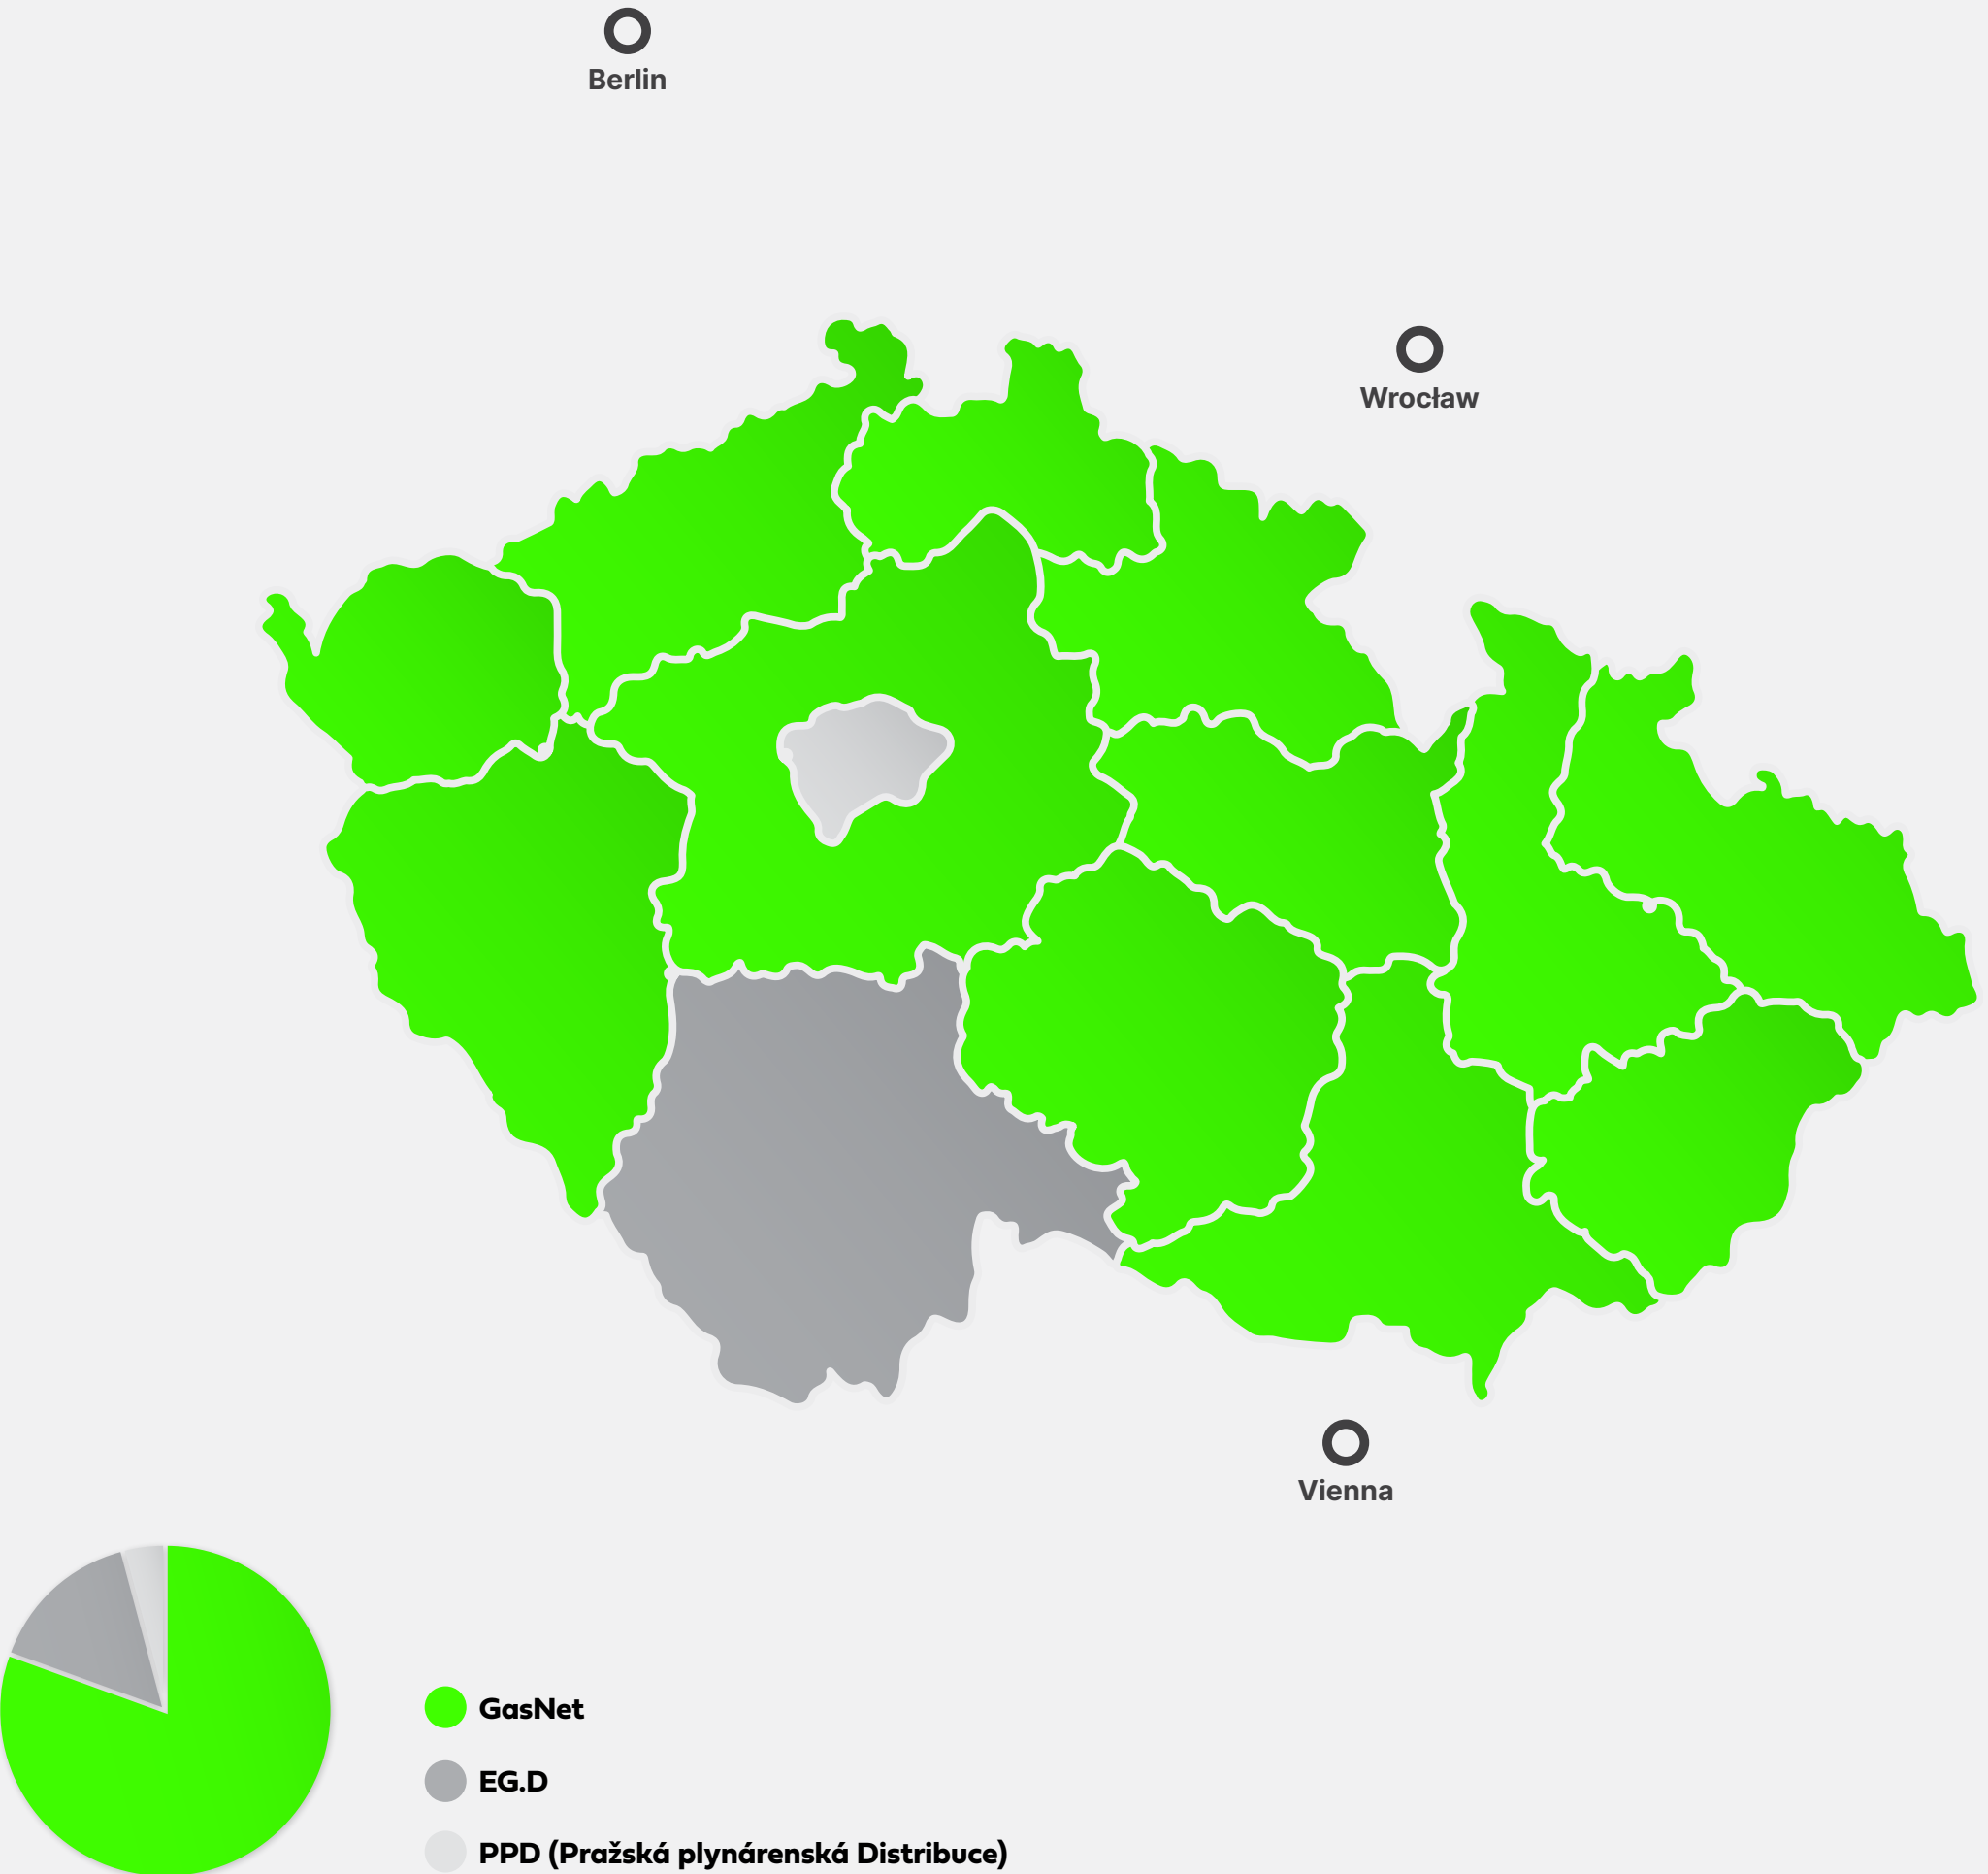 Berlin
Wrocław
Vienna
GasNet
EG.D
PPD (Pražská plynárenská Distribuce)